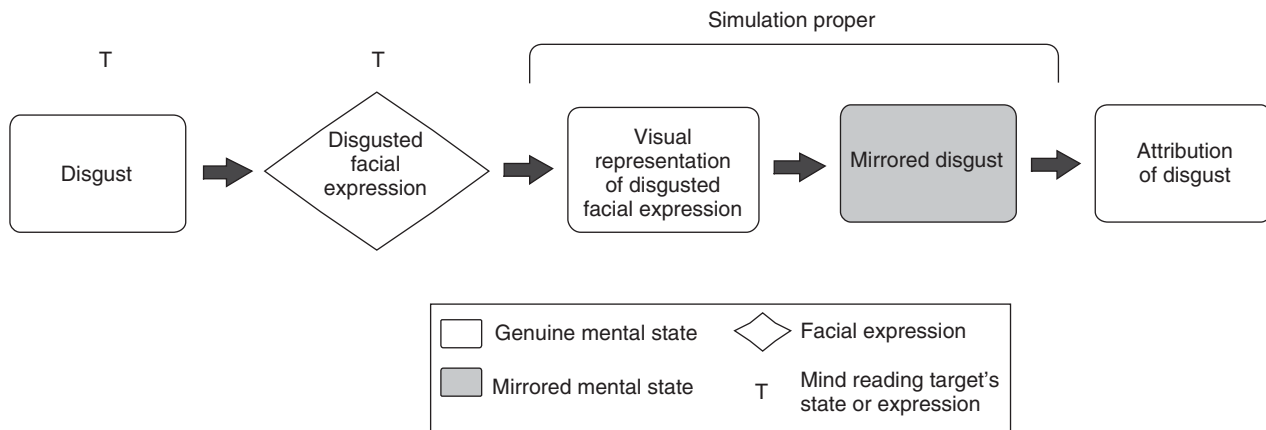 Simulation proper
T
T
Disgust
Disgusted
facial
expression
Visual
representation
of disgusted
facial expression
Mirrored disgust
Attribution
of disgust
Genuine mental state
Facial expression
Mirrored mental state
T
Mind reading target's
state or expression